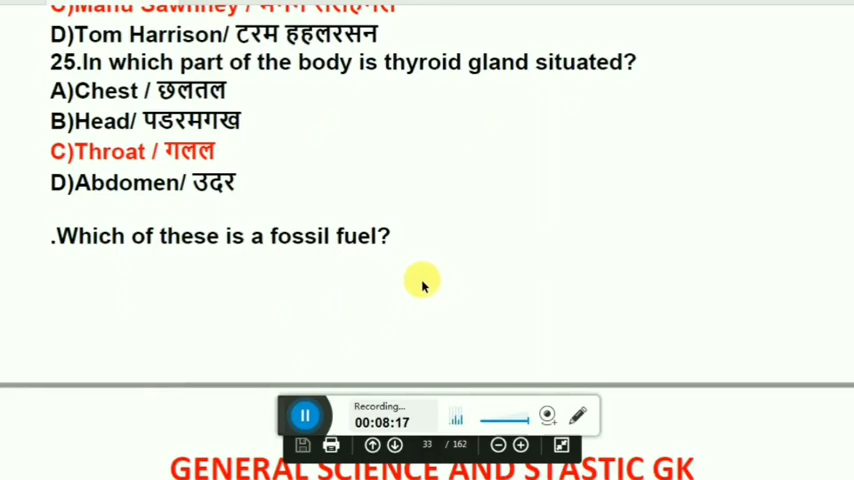 C)Manu Sawhney /
D)Tom Harrison/ टरम हहलरसन
25.In which part of the body is thyroid gland situated?
A)Chest / छलतल
B)Head/ पडरमगख
C)Throat / गलल
D)Abdomen/ उदर
.Which of these is a fossil fuel?
Recording...
00:08:17
33 / 162
GENERAL SCIENCE AND STASTIC GK